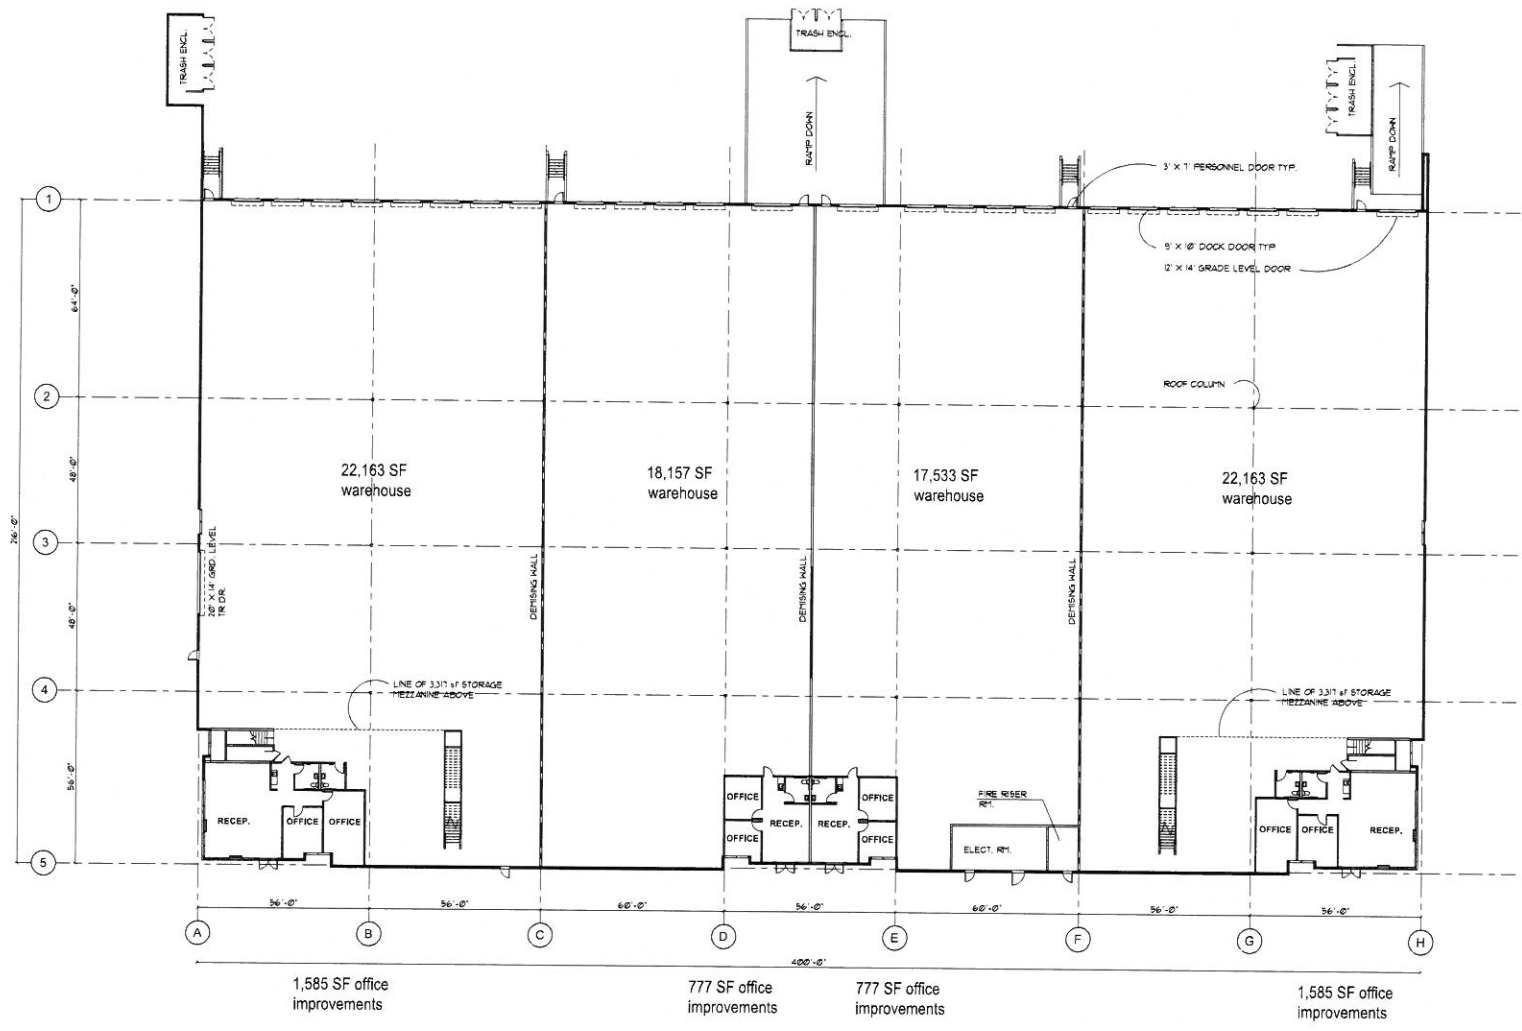 TRASH ENCL.
TRASH ENCL.
TRASH ENCL.
RAMP DOWN
RAMP DOWN
3' X 7' PERSONNEL DOOR TYP.
1
9' X 10' DOCK DOOR TYP
12' X 14' GRADE LEVEL DOOR
64'-0"
ROOF COLUMN
2
22,163 SF
warehouse
18,157 SF
warehouse
17,533 SF
warehouse
22,163 SF
warehouse
48'-0"
216'-0"
3
20' X 14' GRD. LEVEL
TR DR.
DEMISING WALL
DEMISING WALL
DEMISING WALL
48'-0"
4
LINE OF 3,317 SF STORAGE
MEZZANINE ABOVE
LINE OF 3,317 SF STORAGE
MEZZANINE ABOVE
56'-0"
RECEP.
OFFICE
OFFICE
OFFICE
OFFICE
RECEP.
RECEP.
OFFICE
OFFICE
FIRE RISER
RM.
ELECT. RM.
OFFICE
OFFICE
RECEP.
5
56'-0"
56'-0"
60'-0"
56'-0"
60'-0"
56'-0"
56'-0"
A
B
C
D
E
F
G
H
400'-0"
1,585 SF office
improvements
777 SF office
improvements
777 SF office
improvements
1,585 SF office
improvements